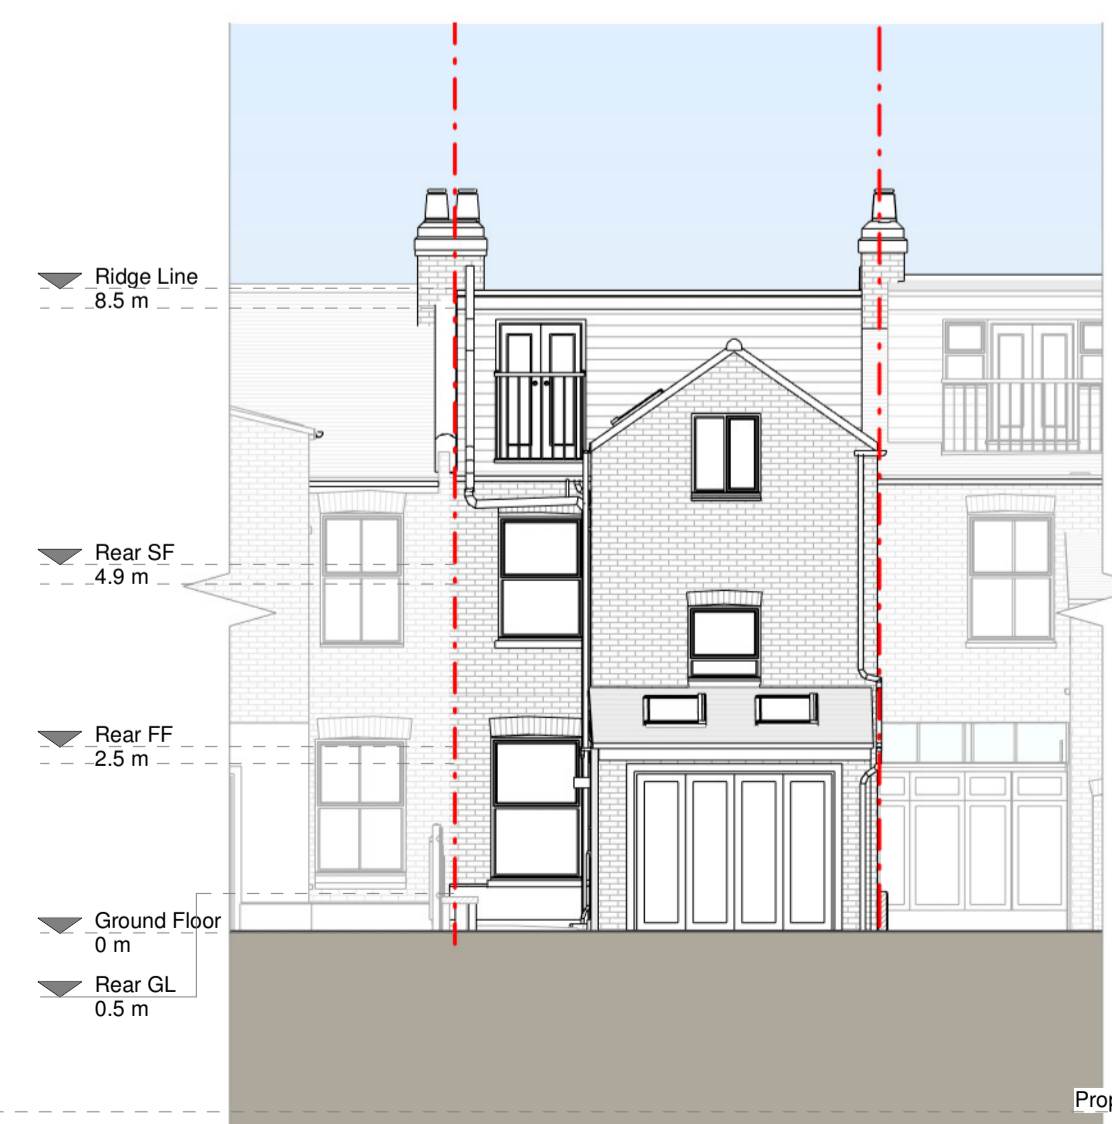 Ridge Line
8.5 m
Rear SF
4.9 m
Rear FF
2.5 m
Ground Floor
0 m
Rear GL
0.5 m
Prop